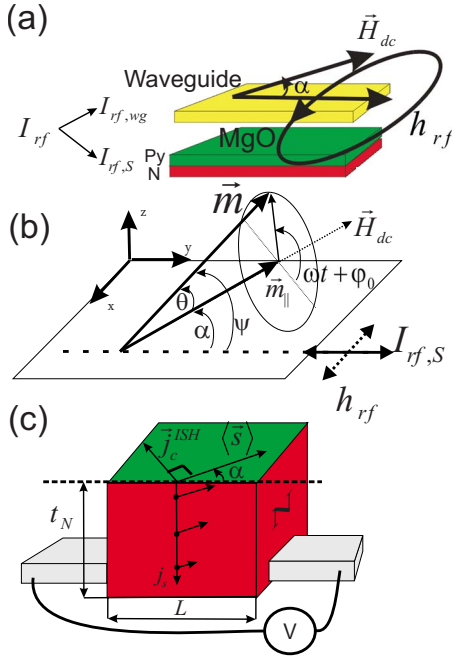 (a)
H_dc
Waveguide
α
I_rf
I_rf,wg
I_rf,S
MgO
h_rf
Py
N
(b)
z
y
x
m
H_dc
ωt + φ_0
m_||
θ
α
ψ
I_rf,S
h_rf
(c)
j_c^ISH
⟨s⟩
α
t_N
j_s
L
V